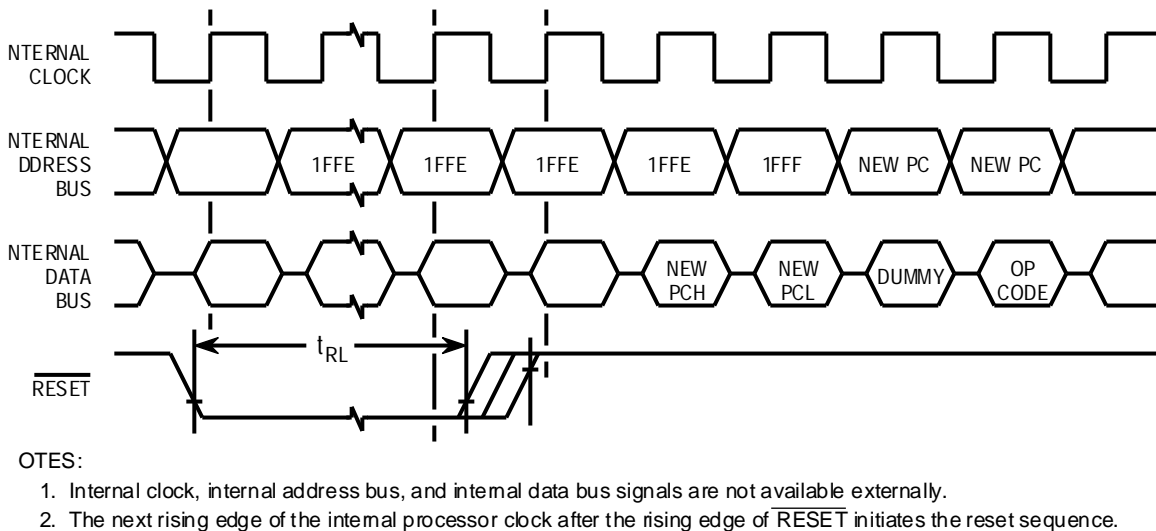 NTERNAL
CLOCK
NTERNAL
DDRESS
BUS
1FFE 1FFE 1FFE 1FFE 1FFF NEW PC NEW PC
NTERNAL
DATA
BUS
NEW PCH
NEW PCL
DUMMY
OP CODE
tRL
RESET
OTES:
1. Internal clock, internal address bus, and internal data bus signals are not available externally.
2. The next rising edge of the internal processor clock after the rising edge of RESET initiates the reset sequence.